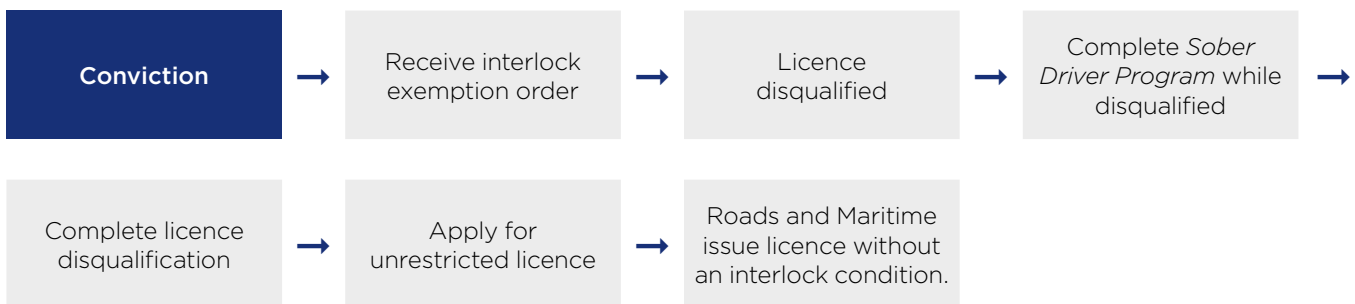 Conviction
Receive interlock
exemption order
Licence
disqualified
Complete Sober
Driver Program while
disqualified
Complete licence
disqualification
Apply for
unrestricted licence
Roads and Maritime
issue licence without
an interlock condition.